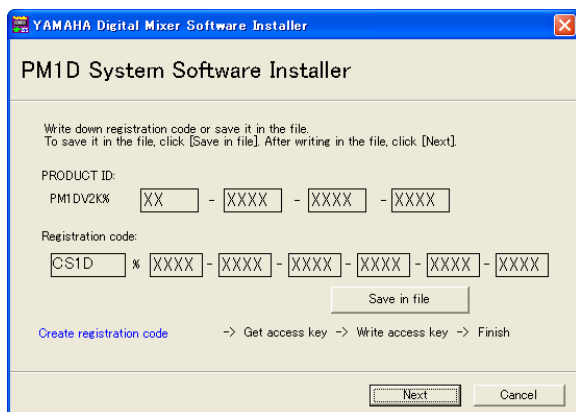 YAMAHA Digital Mixer Software Installer
PM1D System Software Installer
Write down registration code or save it in the file.
To save it in the file, click [Save in file]. After writing in the file, click [Next].
PRODUCT ID:
PM1DV2K% XX - XXXX - XXXX - XXXX
Registration code:
CS1D % XXXX - XXXX - XXXX - XXXX - XXXX - XXXX
Save in file
Create registration code -> Get access key -> Write access key -> Finish
Next Cancel